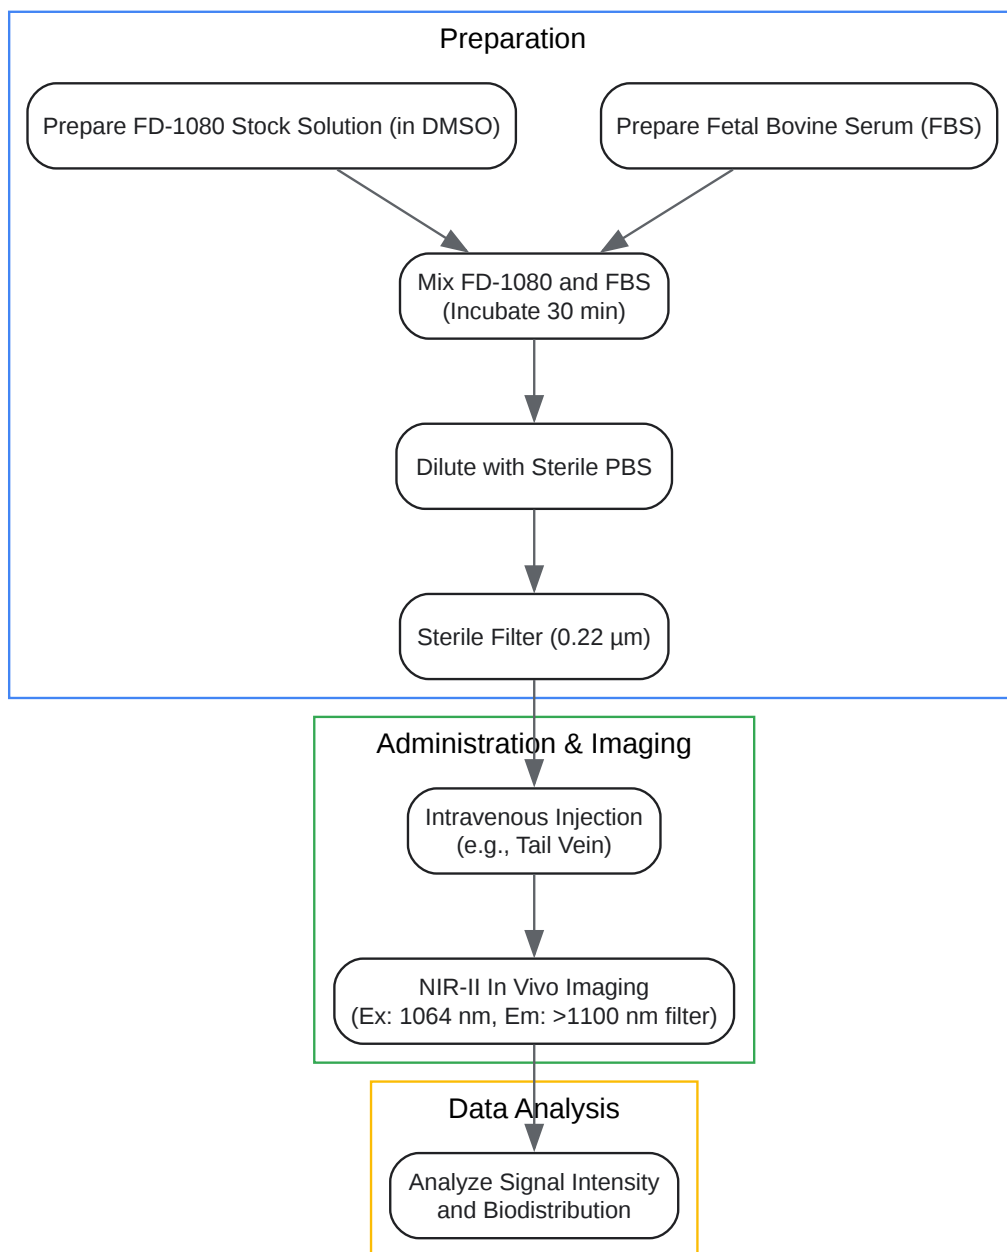 Preparation
Prepare FD-1080 Stock Solution (in DMSO)
Prepare Fetal Bovine Serum (FBS)
Mix FD-1080 and FBS
(Incubate 30 min)
Dilute with Sterile PBS
Sterile Filter (0.22 µm)
Administration & Imaging
Intravenous Injection
(e.g., Tail Vein)
NIR-II In Vivo Imaging
(Ex: 1064 nm, Em: >1100 nm filter)
Data Analysis
Analyze Signal Intensity
and Biodistribution